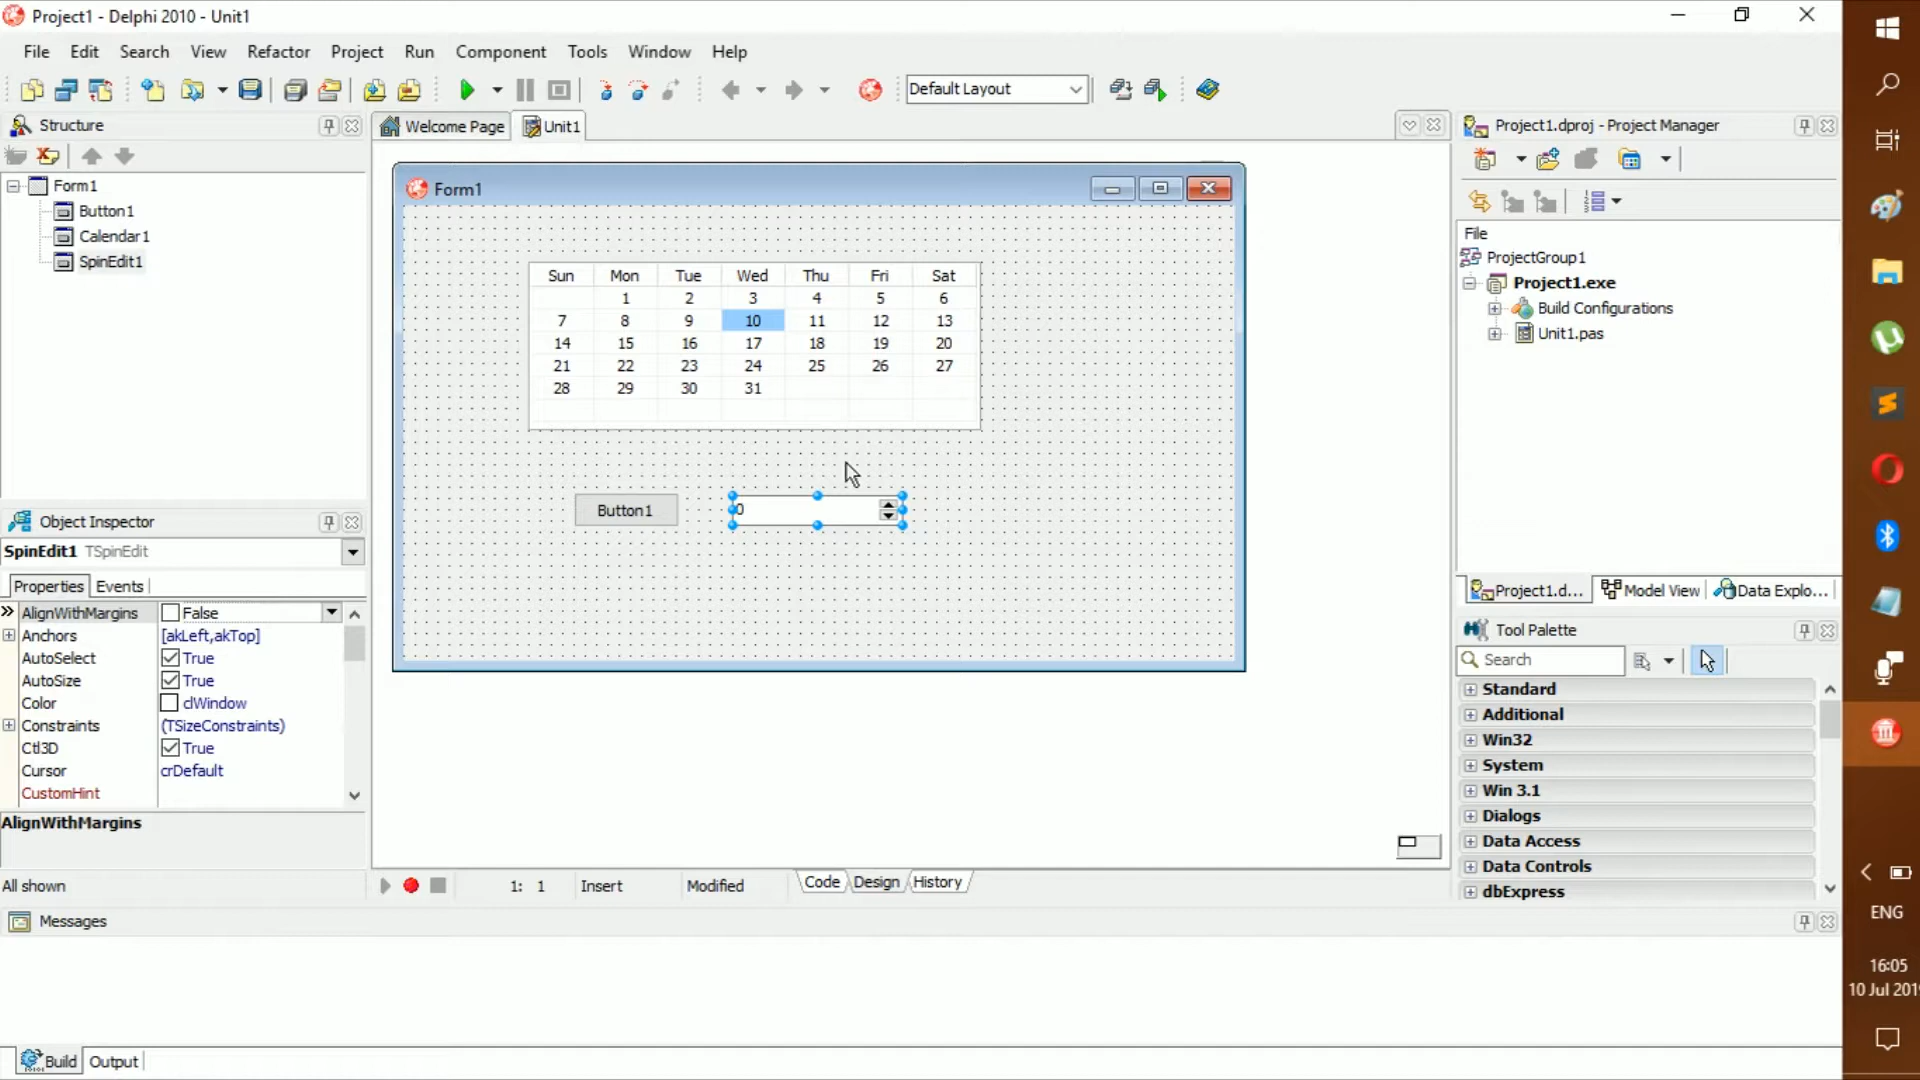 Project1 - Delphi 2010 - Unit1
File Edit Search View Refactor Project Run Component Tools Window Help
Default Layout
Structure
Form1
Button1
Calendar1
SpinEdit1
Welcome Page
Unit1
Form1
Sun Mon Tue Wed Thu Fri Sat
1 2 3 4 5 6
7 8 9 10 11 12 13
14 15 16 17 18 19 20
21 22 23 24 25 26 27
28 29 30 31
Button1
0
Object Inspector
SpinEdit1 TSpinEdit
Properties Events
AlignWithMargins False
Anchors [akLeft,akTop]
AutoSelect True
AutoSize True
Color clWindow
Constraints (TSizeConstraints)
Ctl3D True
Cursor crDefault
CustomHint
AlignWithMargins
All shown
1: 1 Insert Modified Code Design History
Messages
Build Output
Project1.dproj - Project Manager
File
ProjectGroup1
Project1.exe
Build Configurations
Unit1.pas
Project1.d... Model View Data Explo...
Tool Palette
Search
Standard
Additional
Win32
System
Win 3.1
Dialogs
Data Access
Data Controls
dbExpress
ENG
16:05
10 Jul 201